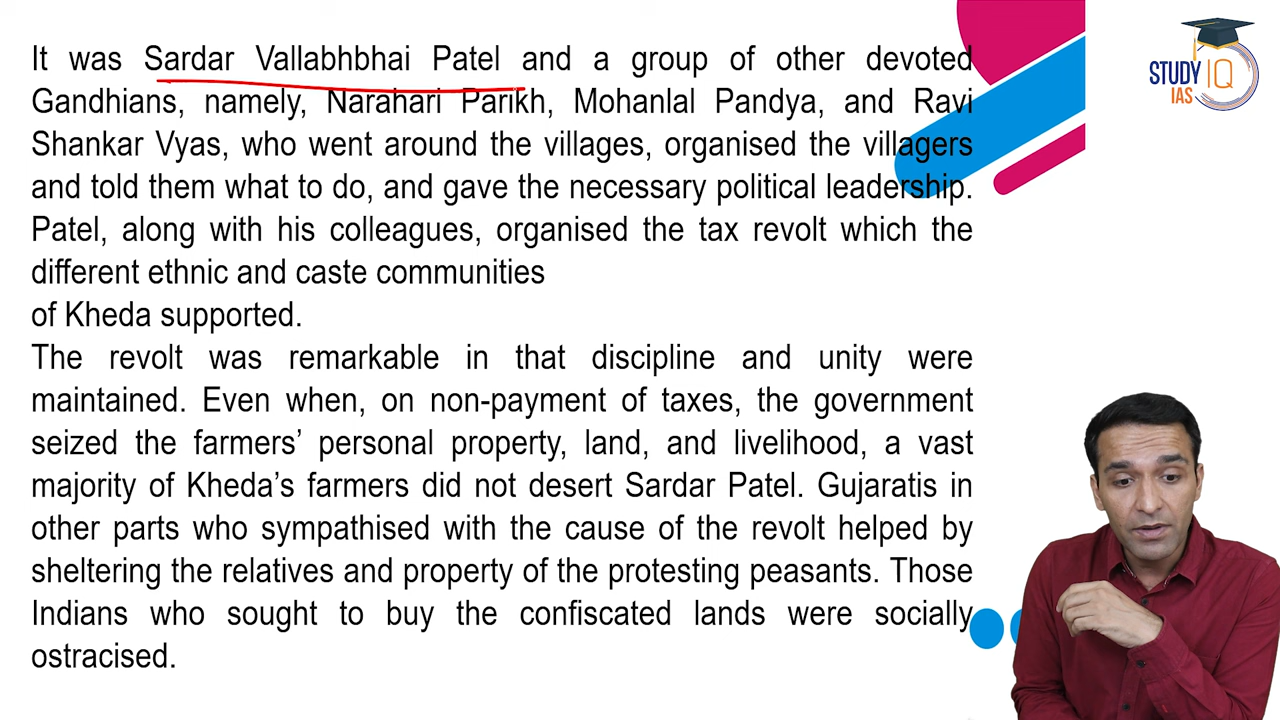 It was Sardar Vallabhbhai Patel and a group of other devoted
Gandhians, namely, Narahari Parikh, Mohanlal Pandya, and Ravi
Shankar Vyas, who went around the villages, organised the villagers
and told them what to do, and gave the necessary political leadership.
Patel, along with his colleagues, organised the tax revolt which the
different ethnic and caste communities
of Kheda supported.
The revolt was remarkable in that discipline and unity were
maintained. Even when, on non-payment of taxes, the government
seized the farmers’ personal property, land, and livelihood, a vast
majority of Kheda’s farmers did not desert Sardar Patel. Gujaratis in
other parts who sympathised with the cause of the revolt helped by
sheltering the relatives and property of the protesting peasants. Those
Indians who sought to buy the confiscated lands were socially
ostracised.
STUDY IQ
IAS